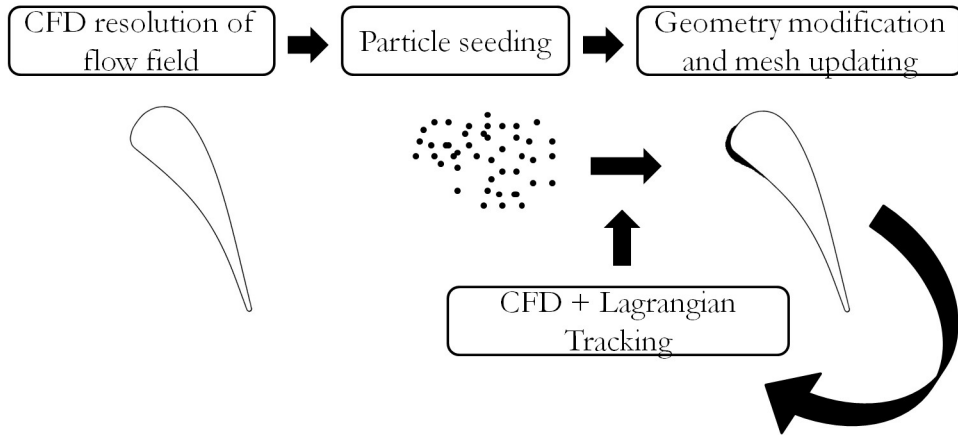 CFD resolution of
flow field
Particle seeding
Geometry modification
and mesh updating
CFD + Lagrangian
Tracking